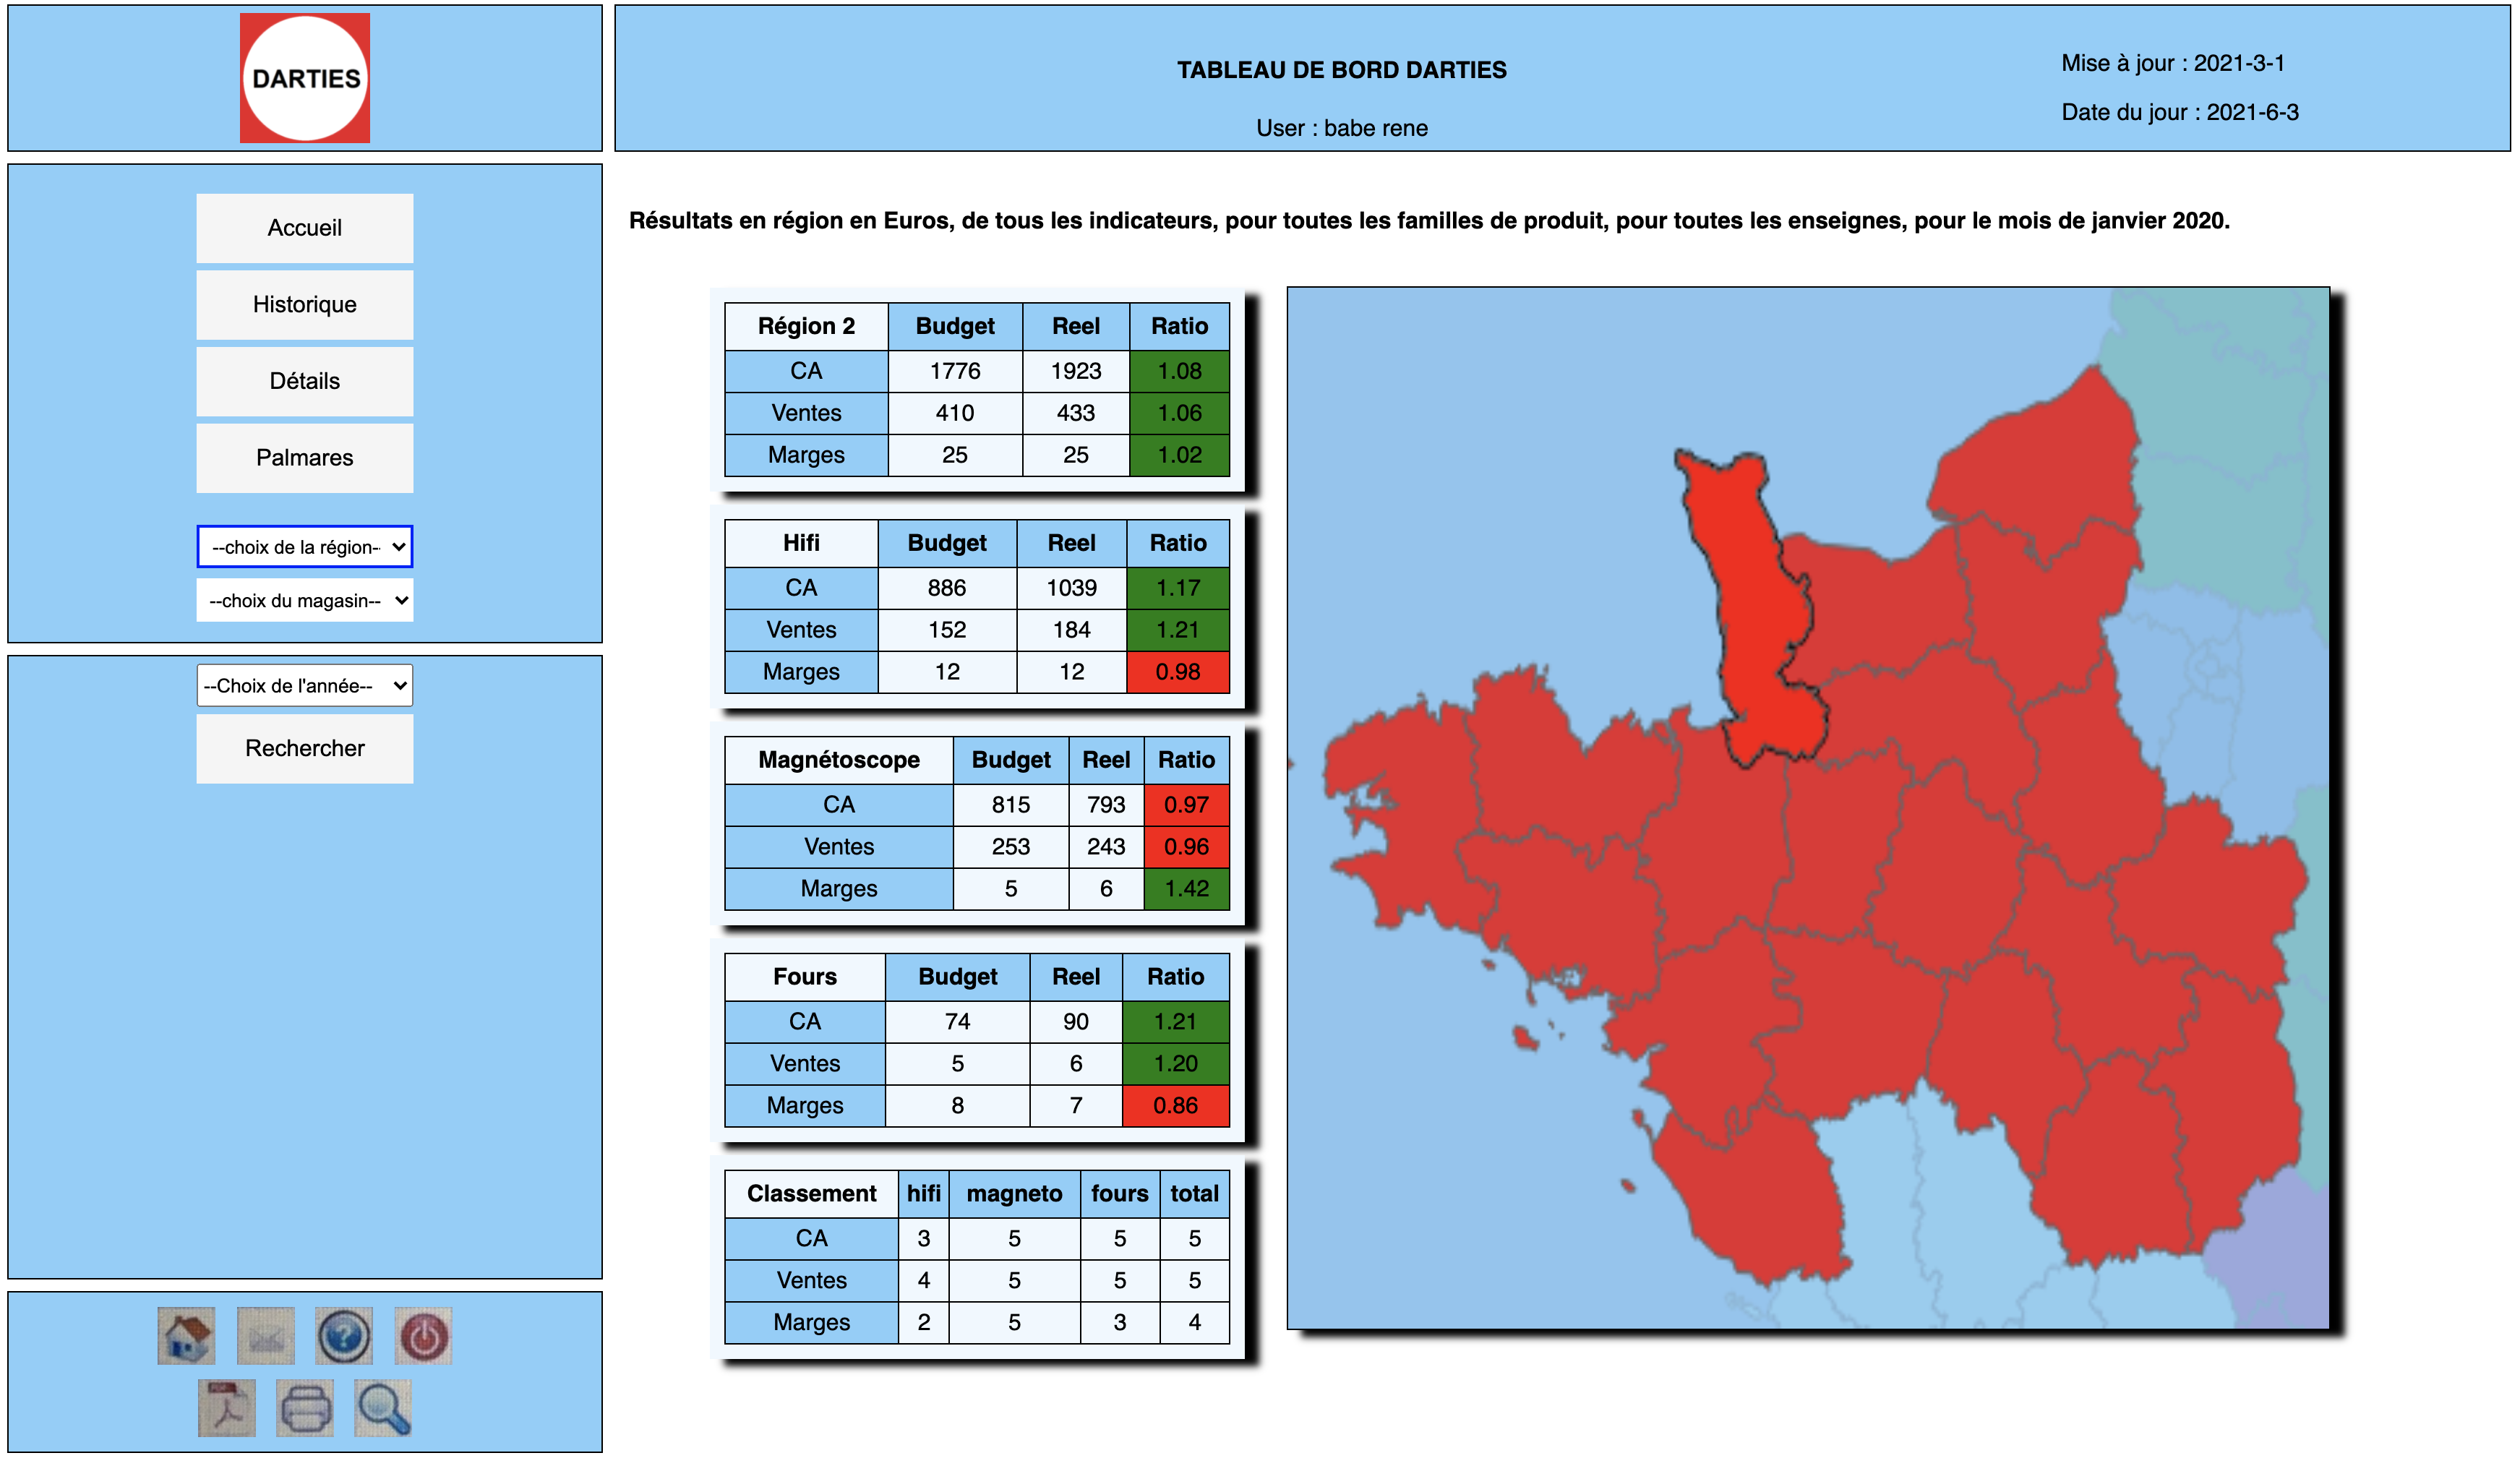 DARTIES
TABLEAU DE BORD DARTIES
User : babe rene
Mise à jour : 2021-3-1
Date du jour : 2021-6-3
Accueil
Historique
Détails
Palmares
--choix de la région-
--choix du magasin--
--Choix de l'année--
Rechercher
PDF
Résultats en région en Euros, de tous les indicateurs, pour toutes les familles de produit, pour toutes les enseignes, pour le mois de janvier 2020.
Région 2 Budget Reel Ratio
CA 1776 1923 1.08
Ventes 410 433 1.06
Marges 25 25 1.02
Hifi Budget Reel Ratio
CA 886 1039 1.17
Ventes 152 184 1.21
Marges 12 12 0.98
Magnétoscope Budget Reel Ratio
CA 815 793 0.97
Ventes 253 243 0.96
Marges 5 6 1.42
Fours Budget Reel Ratio
CA 74 90 1.21
Ventes 5 6 1.20
Marges 8 7 0.86
Classement hifi magneto fours total
CA 3 5 5 5
Ventes 4 5 5 5
Marges 2 5 3 4